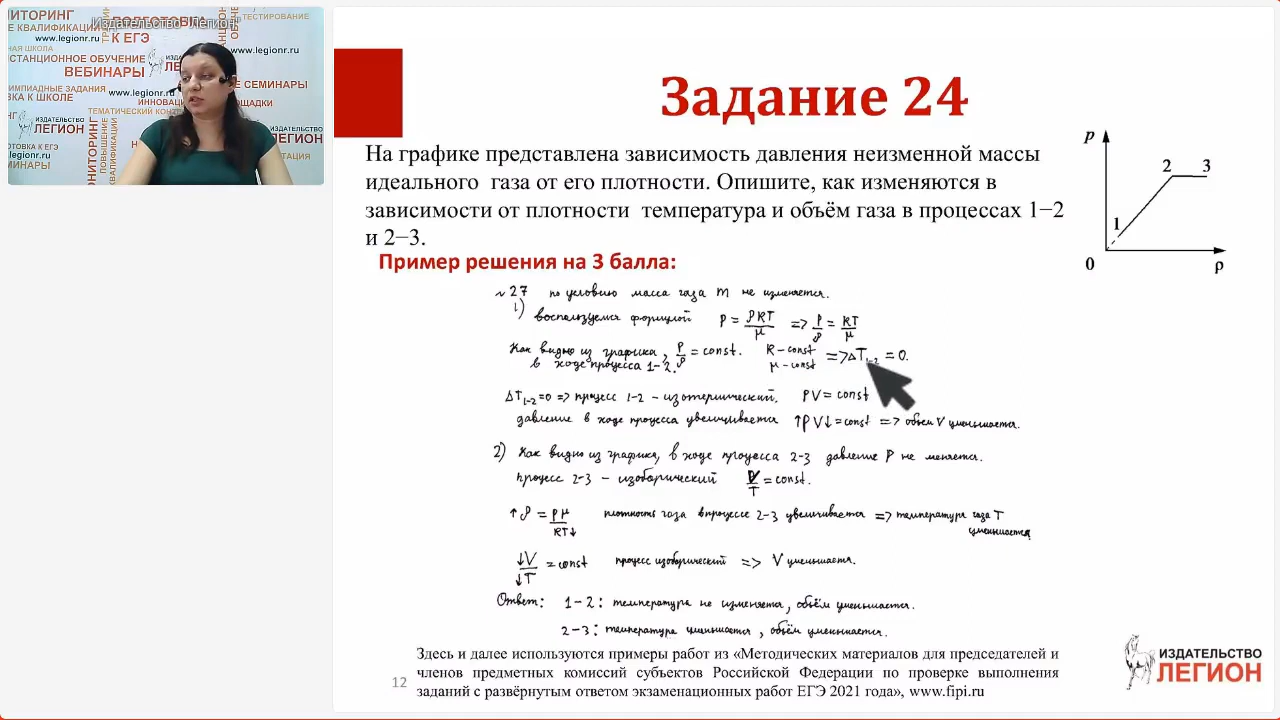 Издательство "Легион"
www.legionr.ru
К ЕГЭ
ВЕБИНАРЫ
www.legionr.ru
ЛЕГИОН
Задание 24
На графике представлена зависимость давления неизменной массы
идеального газа от его плотности. Опишите, как изменяются в
зависимости от плотности температура и объём газа в процессах 1−2
и 2−3.
p
2 3
1
0 ρ
Пример решения на 3 балла:
~27 по условию масса газа m не изменяется.
1) воспользуемся формулой P = ρRT/μ => P/ρ = RT/μ
Как видно из графика, P/ρ = const. R – const => ΔT1-2 = 0.
в ходе процесса 1-2. μ – const
ΔT1-2=0 => процесс 1-2 – изотермический. PV = const
давление в ходе процесса увеличивается ↑PV↓ = const => объём V уменьшается.
2) Как видно из графика, в ходе процесса 2-3 давление P не меняется.
процесс 2-3 – изобарический V/T = const.
↑ρ = pμ/RT↓ плотность газа в процессе 2-3 увеличивается => температура газа T
уменьшается
↓V/↓T = const процесс изобарический => V уменьшается.
Ответ: 1-2: температура не изменяется, объём уменьшается.
2-3: температура уменьшается, объём уменьшается.
Здесь и далее используются примеры работ из «Методических материалов для председателей и
членов предметных комиссий субъектов Российской Федерации по проверке выполнения
заданий с развёрнутым ответом экзаменационных работ ЕГЭ 2021 года», www.fipi.ru
12
ИЗДАТЕЛЬСТВО
ЛЕГИОН